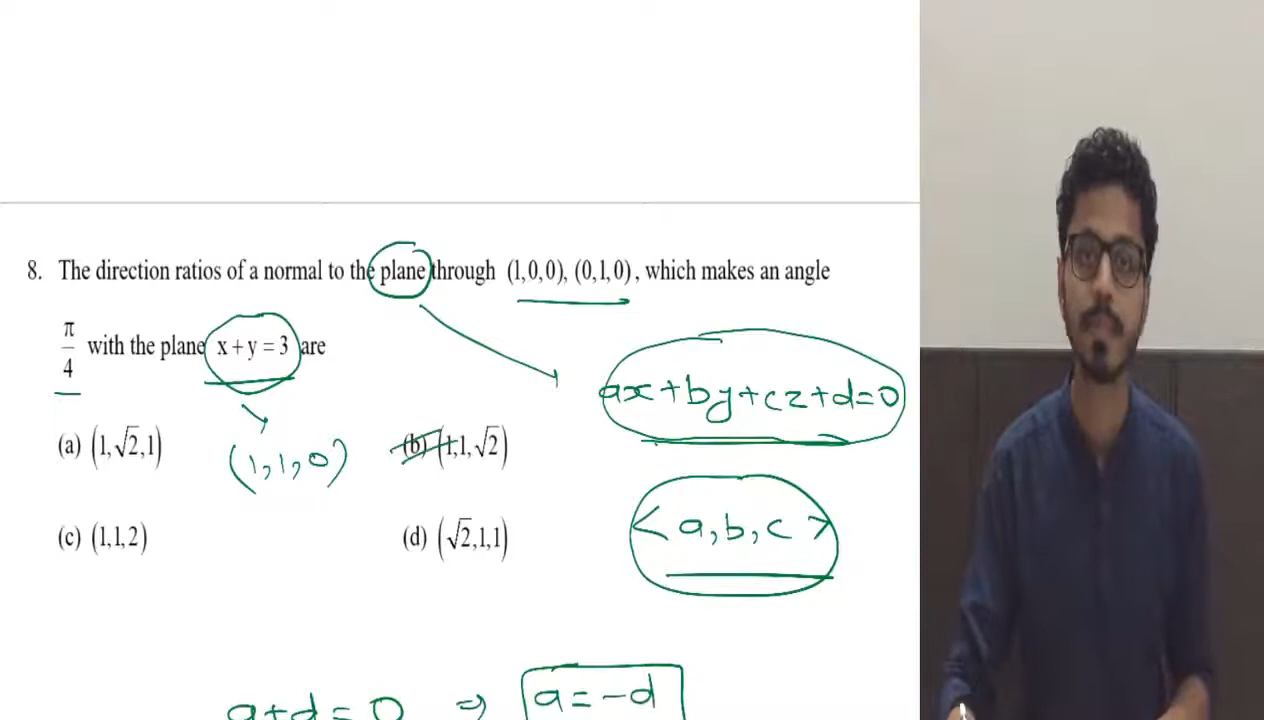 8. The direction ratios of a normal to the plane through (1,0,0), (0,1,0), which makes an angle
π/4 with the plane x + y = 3 are
ax+by+cz+d=0
(a) (1,√2,1)
(1,1,0)
(b) (1,1,√2)
<a,b,c>
(c) (1,1,2)
(d) (√2,1,1)
a+d=0 ⇒ a=-d